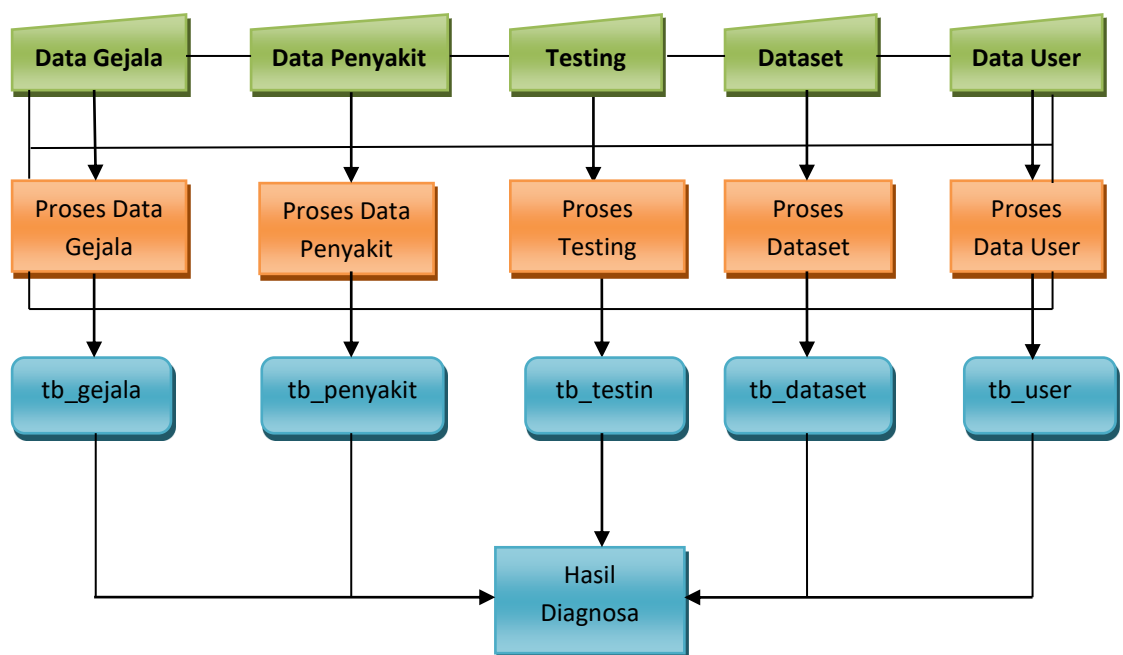 Data Gejala
Data Penyakit
Testing
Dataset
Data User
Proses Data
Gejala
Proses Data
Penyakit
Proses
Testing
Proses
Dataset
Proses
Data User
tb_gejala
tb_penyakit
tb_testin
tb_dataset
tb_user
Hasil
Diagnosa